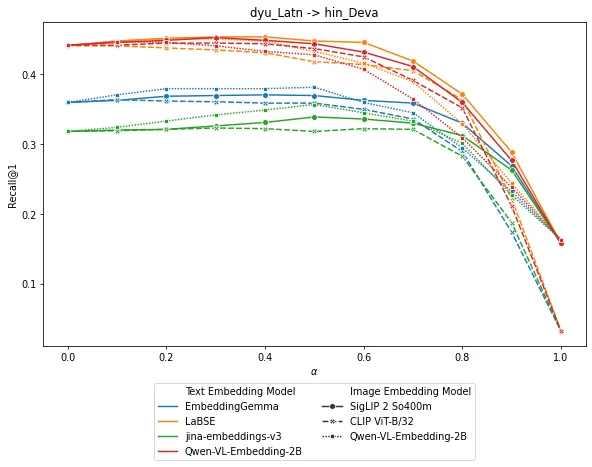 dyu_Latn -> hin_Deva
Recall@1
0.4
0.3
0.2
0.1
0.0 0.2 0.4 0.6 0.8 1.0
α
Text Embedding Model Image Embedding Model
EmbeddingGemma SigLIP 2 So400m
LaBSE CLIP ViT-B/32
jina-embeddings-v3 Qwen-VL-Embedding-2B
Qwen-VL-Embedding-2B